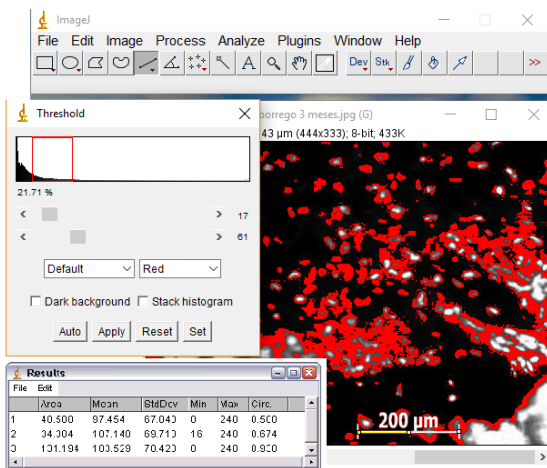 ImageJ
File Edit Image Process Analyze Plugins Window Help
A Dev Stk >>
Threshold
borrego 3 meses.jpg (G)
43 µm (444x333); 8-bit; 433K
21.71 %
17
61
Default Red
Dark background Stack histogram
Auto Apply Reset Set
200 µm
Results
File Edit
Area Mean StdDev Min Max Circ.
1 40.500 97.454 67.043 0 240 0.500
2 34.304 107.140 69.713 16 240 0.674
3 131.194 103.529 70.423 0 240